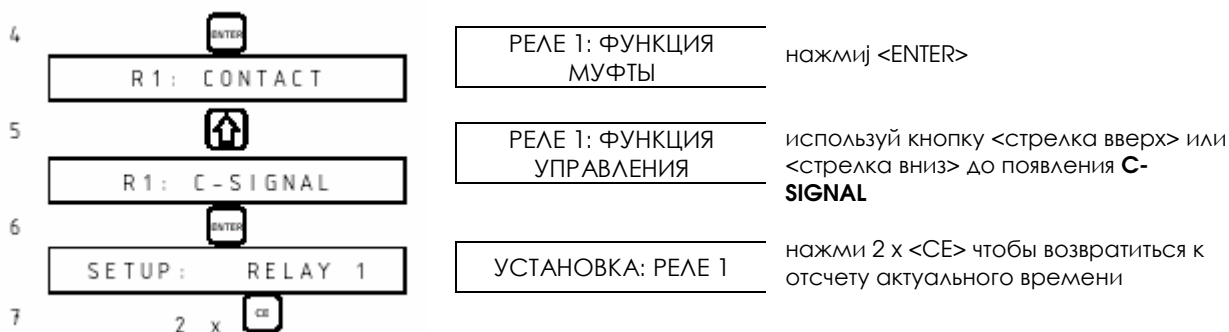 4
ENTER
R1: CONTACT
РЕЛЕ 1: ФУНКЦИЯ
МУФТЫ
нажмиj <ENTER>
5
R1: C-SIGNAL
РЕЛЕ 1: ФУНКЦИЯ
УПРАВЛЕНИЯ
используй кнопку <стрелка вверх> или
<стрелка вниз> до появления C-
SIGNAL
6
ENTER
SETUP: RELAY 1
УСТАНОВКА: РЕЛЕ 1
нажми 2 x <CE> чтобы возвратиться к
отсчету актуального времени
7
2 x CE